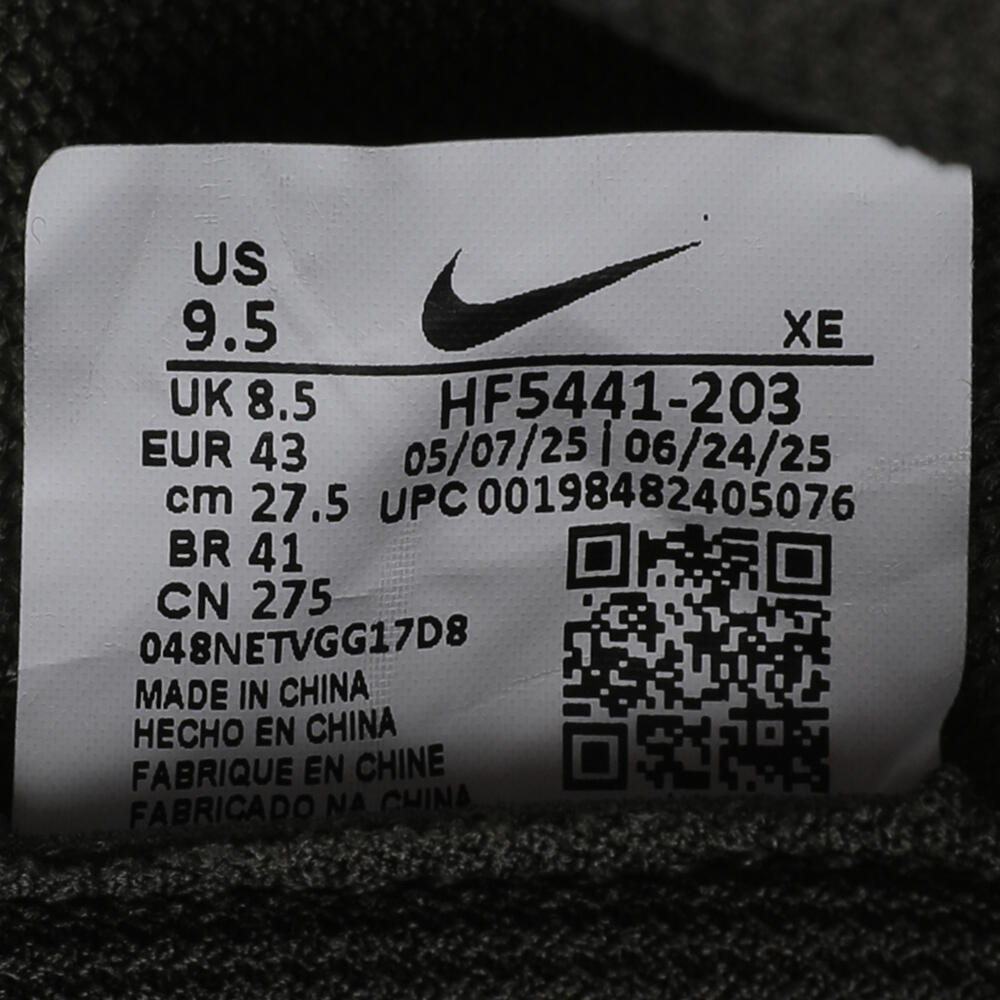 US
9.5
XE
UK 8.5
HF5441-203
EUR 43
05/07/25 | 06/24/25
cm 27.5
UPC 00198482405076
BR 41
CN 275
048NETVGG17D8
MADE IN CHINA
HECHO EN CHINA
FABRIQUE EN CHINE
FABRICADO NA CHINA